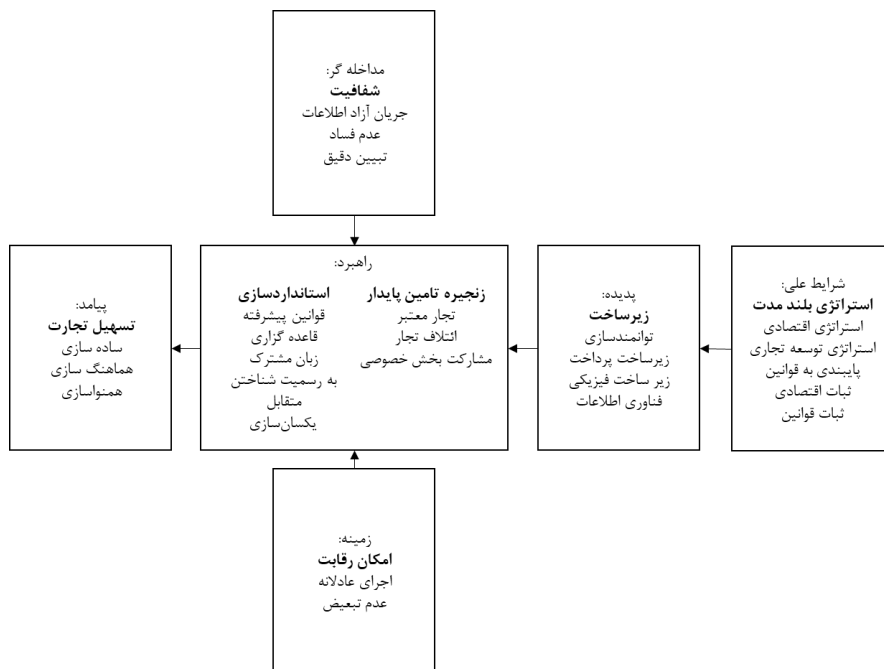 مداخله گر:
شفافیت
جریان آزاد اطلاعات
عدم فساد
تبیین دقیق
شرایط علی:
استراتژی بلند مدت
استراتژی اقتصادی
استراتژی توسعه تجاری
پایبندی به قوانین
ثبات اقتصادی
ثبات قوانین
پدیده:
زیرساخت
توانمندسازی
زیرساخت پرداخت
زیر ساخت فیزیکی
فناوری اطلاعات
راهبرد:
زنجیره تامین پایدار
تجار معتبر
ائتلاف تجار
مشارکت بخش خصوصی
استانداردسازی
قوانین پیشرفته
قاعده گزاری
زبان مشترک
به رسمیت شناختن
متقابل
یکسان‌سازی
پیامد:
تسهیل تجارت
ساده سازی
هماهنگ سازی
همنواسازی
زمینه:
امکان رقابت
اجرای عادلانه
عدم تبعیض